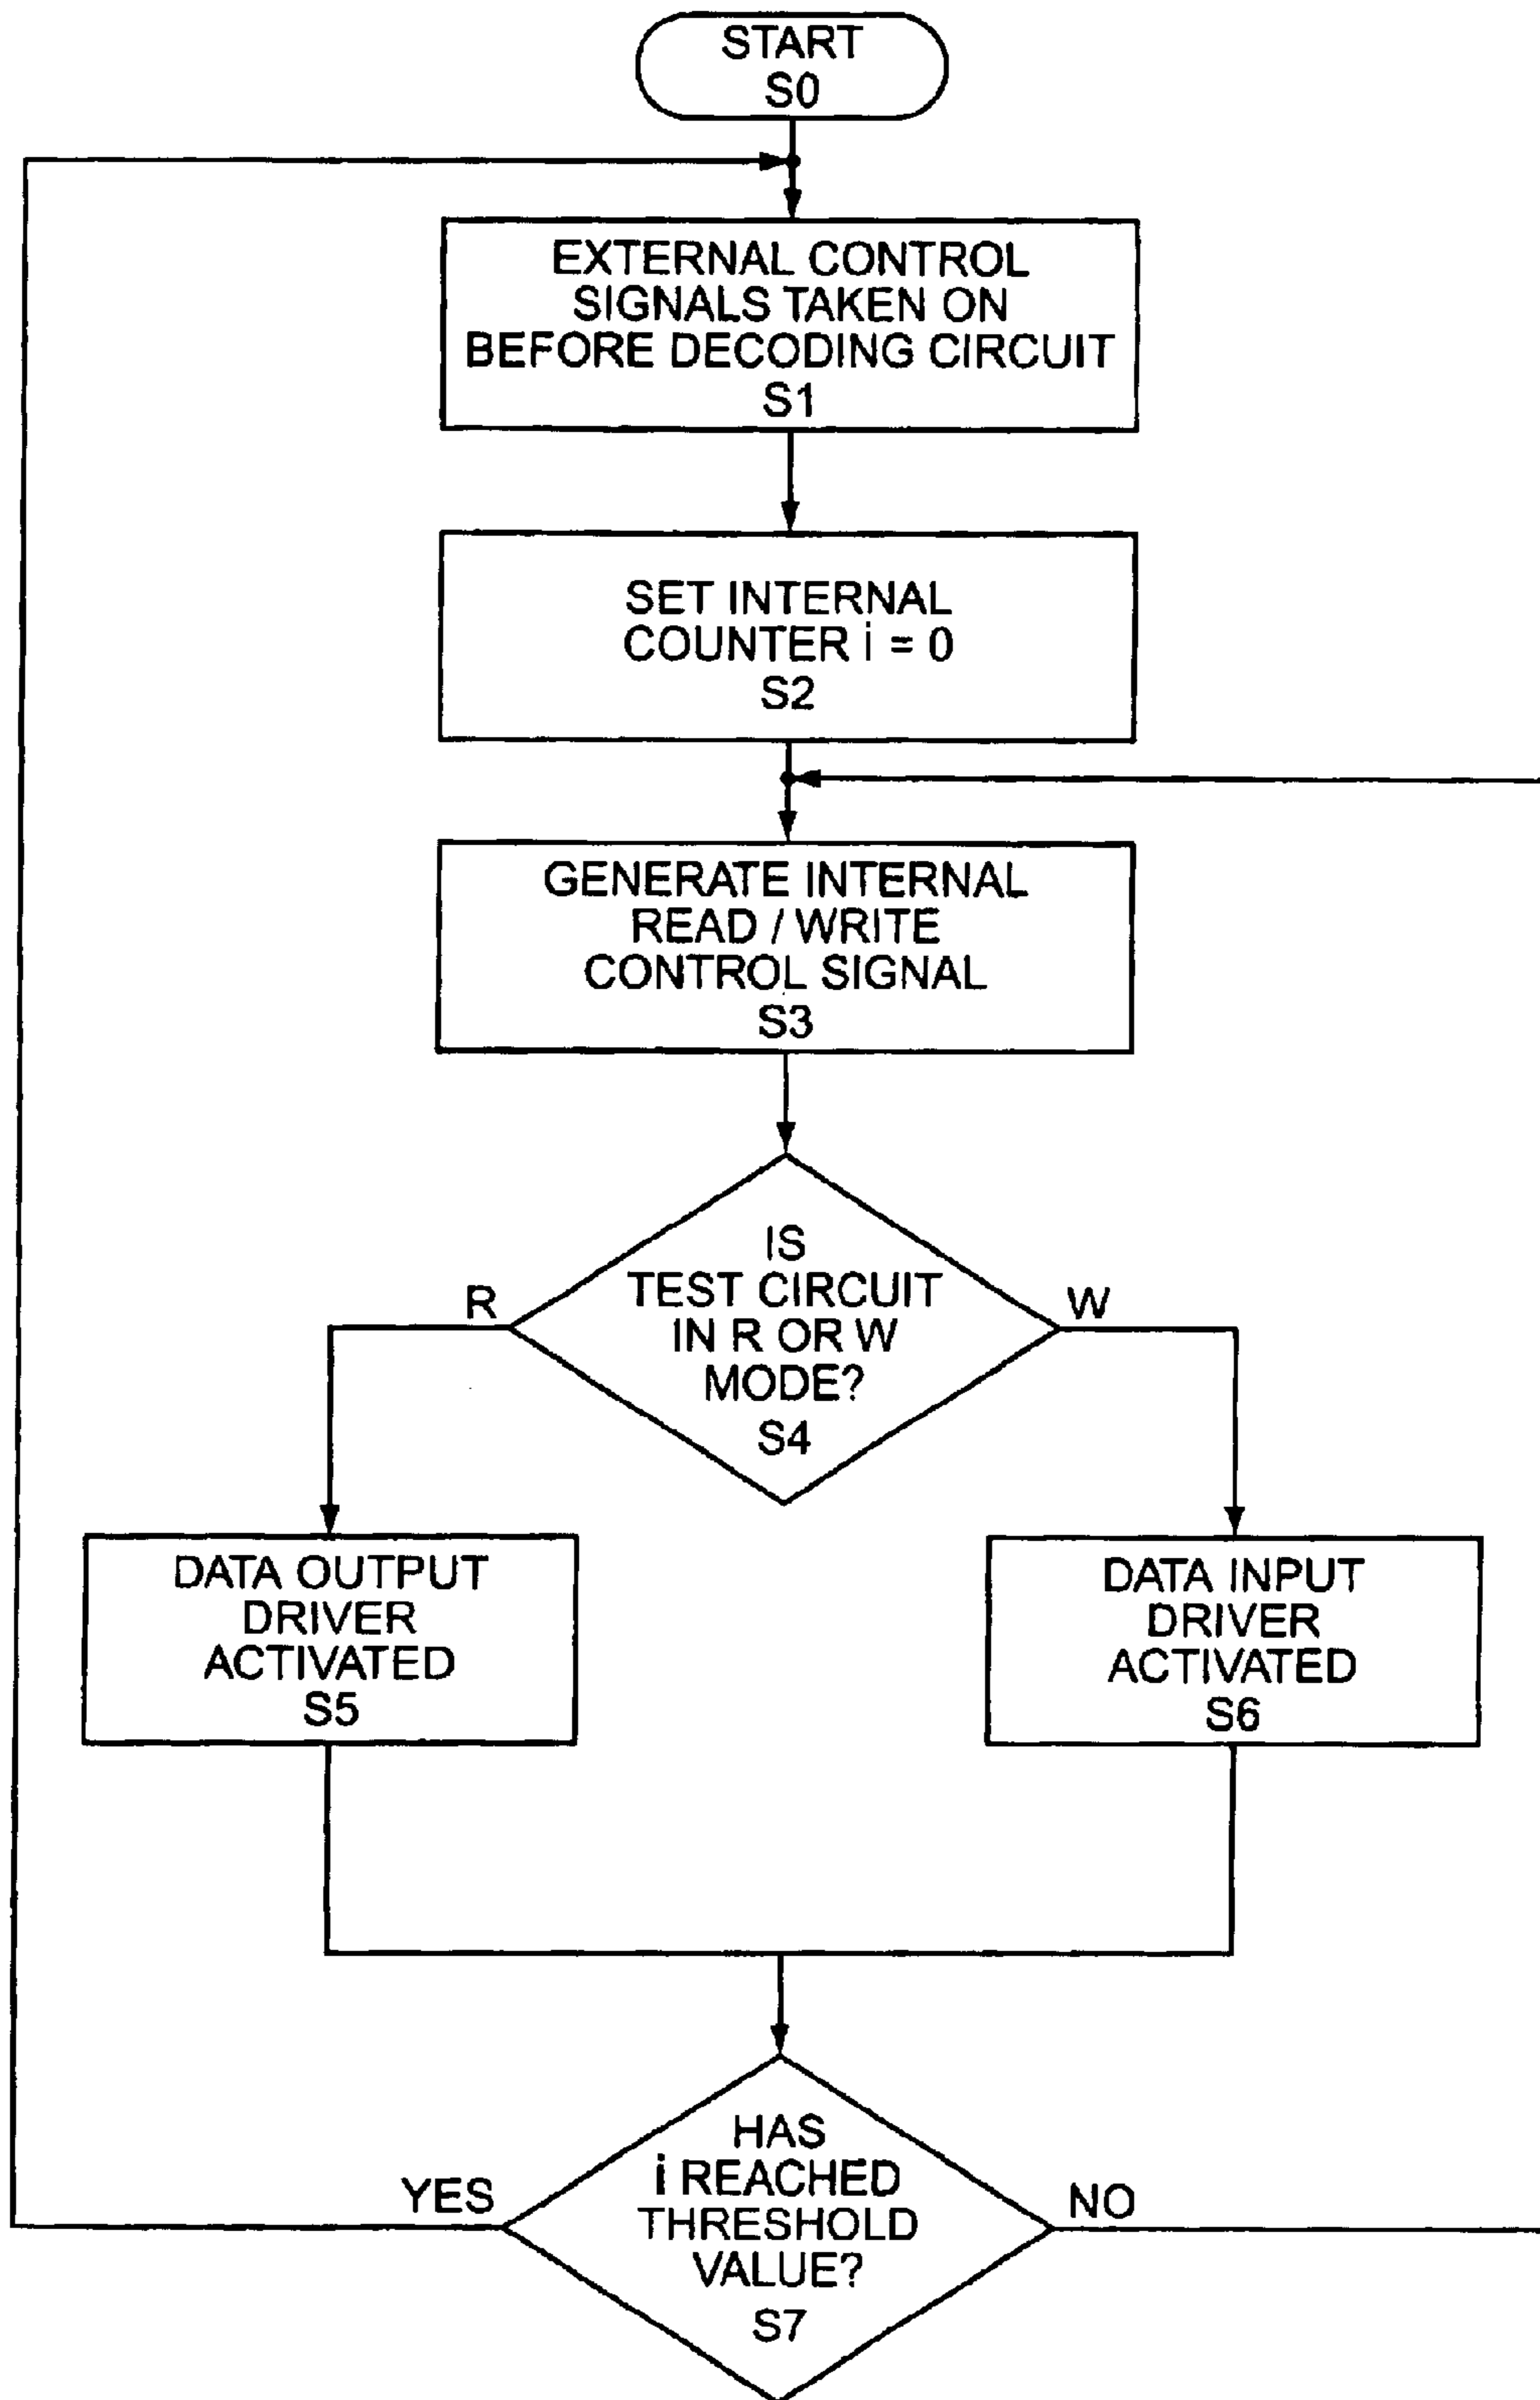 START
S0
EXTERNAL CONTROL
SIGNALS TAKEN ON
BEFORE DECODING CIRCUIT
S1
SET INTERNAL
COUNTER i = 0
S2
GENERATE INTERNAL
READ / WRITE
CONTROL SIGNAL
S3
IS
TEST CIRCUIT
IN R OR W
MODE?
S4
R
W
DATA OUTPUT
DRIVER
ACTIVATED
S5
DATA INPUT
DRIVER
ACTIVATED
S6
HAS
i REACHED
THRESHOLD
VALUE?
S7
YES
NO